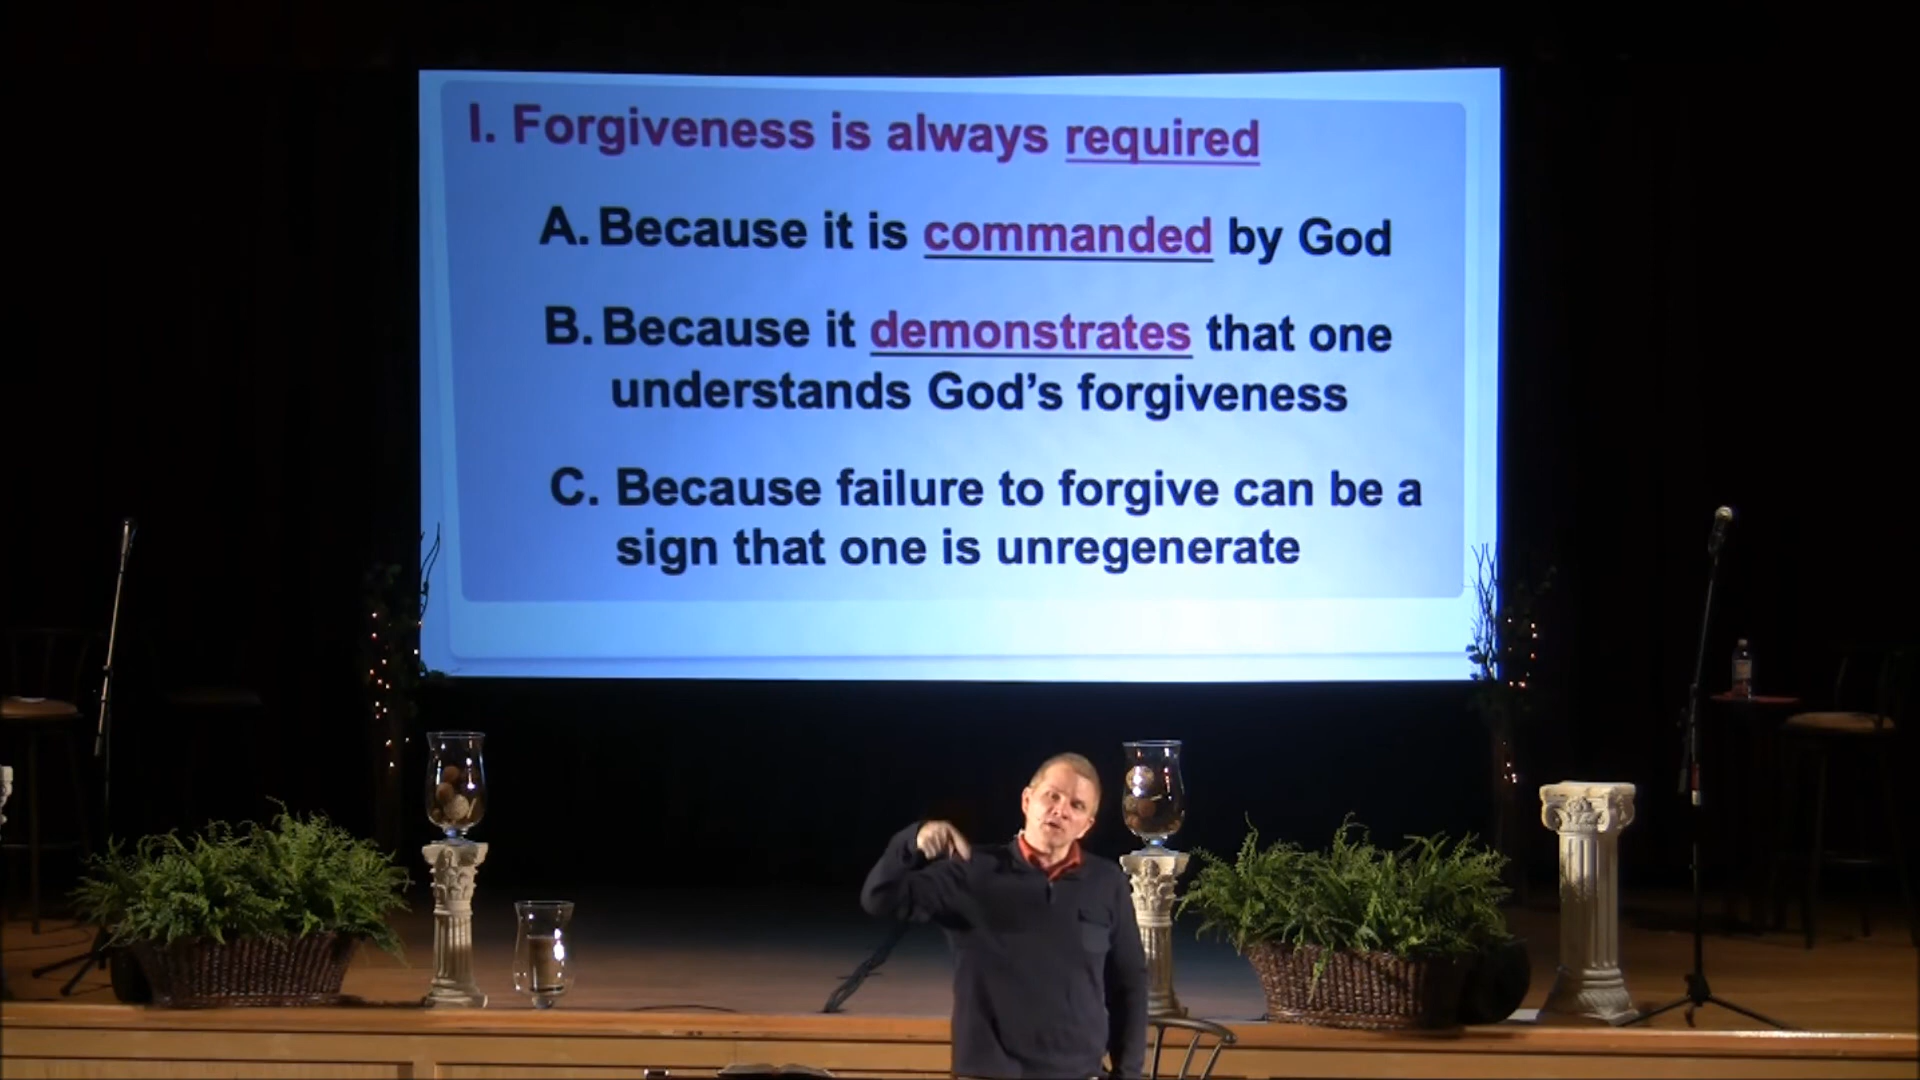 I. Forgiveness is always required
A. Because it is commanded by God
B. Because it demonstrates that one
understands God’s forgiveness
C. Because failure to forgive can be a
sign that one is unregenerate